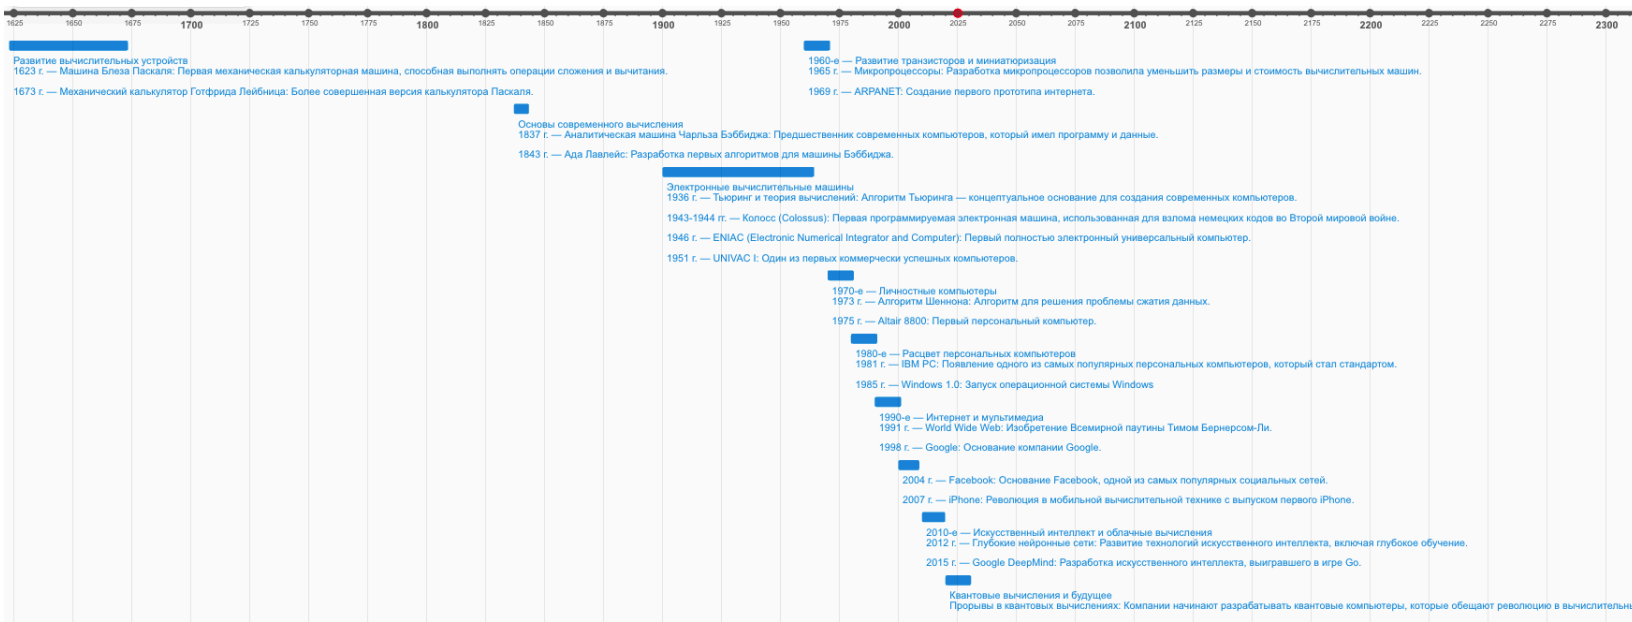 1625 1650 1675 1700 1725 1750 1775 1800 1825 1850 1875 1900 1925 1950 1975 2000 2025 2050 2075 2100 2125 2150 2175 2200 2225 2250 2275 2300
Развитие вычислительных устройств
1623 г. — Машина Блеза Паскаля: Первая механическая калькуляторная машина, способная выполнять операции сложения и вычитания.
1673 г. — Механический калькулятор Готфрида Лейбница: Более совершенная версия калькулятора Паскаля.
1960-е — Развитие транзисторов и миниатюризация
1965 г. — Микропроцессоры: Разработка микропроцессоров позволила уменьшить размеры и стоимость вычислительных машин.
1969 г. — ARPANET: Создание первого прототипа интернета.
Основы современного вычисления
1837 г. — Аналитическая машина Чарльза Бэббиджа: Предшественник современных компьютеров, который имел программу и данные.
1843 г. — Ада Лавлейс: Разработка первых алгоритмов для машины Бэббиджа.
Электронные вычислительные машины
1936 г. — Тьюринг и теория вычислений: Алгоритм Тьюринга — концептуальное основание для создания современных компьютеров.
1943-1944 гг. — Колосс (Colossus): Первая программируемая электронная машина, использованная для взлома немецких кодов во Второй мировой войне.
1946 г. — ENIAC (Electronic Numerical Integrator and Computer): Первый полностью электронный универсальный компьютер.
1951 г. — UNIVAC I: Один из первых коммерчески успешных компьютеров.
1970-е — Личностные компьютеры
1973 г. — Алгоритм Шеннона: Алгоритм для решения проблемы сжатия данных.
1975 г. — Altair 8800: Первый персональный компьютер.
1980-е — Расцвет персональных компьютеров
1981 г. — IBM PC: Появление одного из самых популярных персональных компьютеров, который стал стандартом.
1985 г. — Windows 1.0: Запуск операционной системы Windows
1990-е — Интернет и мультимедиа
1991 г. — World Wide Web: Изобретение Всемирной паутины Тимом Бернерсом-Ли.
1998 г. — Google: Основание компании Google.
2004 г. — Facebook: Основание Facebook, одной из самых популярных социальных сетей.
2007 г. — iPhone: Революция в мобильной вычислительной технике с выпуском первого iPhone.
2010-е — Искусственный интеллект и облачные вычисления
2012 г. — Глубокие нейронные сети: Развитие технологий искусственного интеллекта, включая глубокое обучение.
2015 г. — Google DeepMind: Разработка искусственного интеллекта, выигравшего в игре Go.
Квантовые вычисления и будущее
Прорывы в квантовых вычислениях: Компании начинают разрабатывать квантовые компьютеры, которые обещают революцию в вычислительн